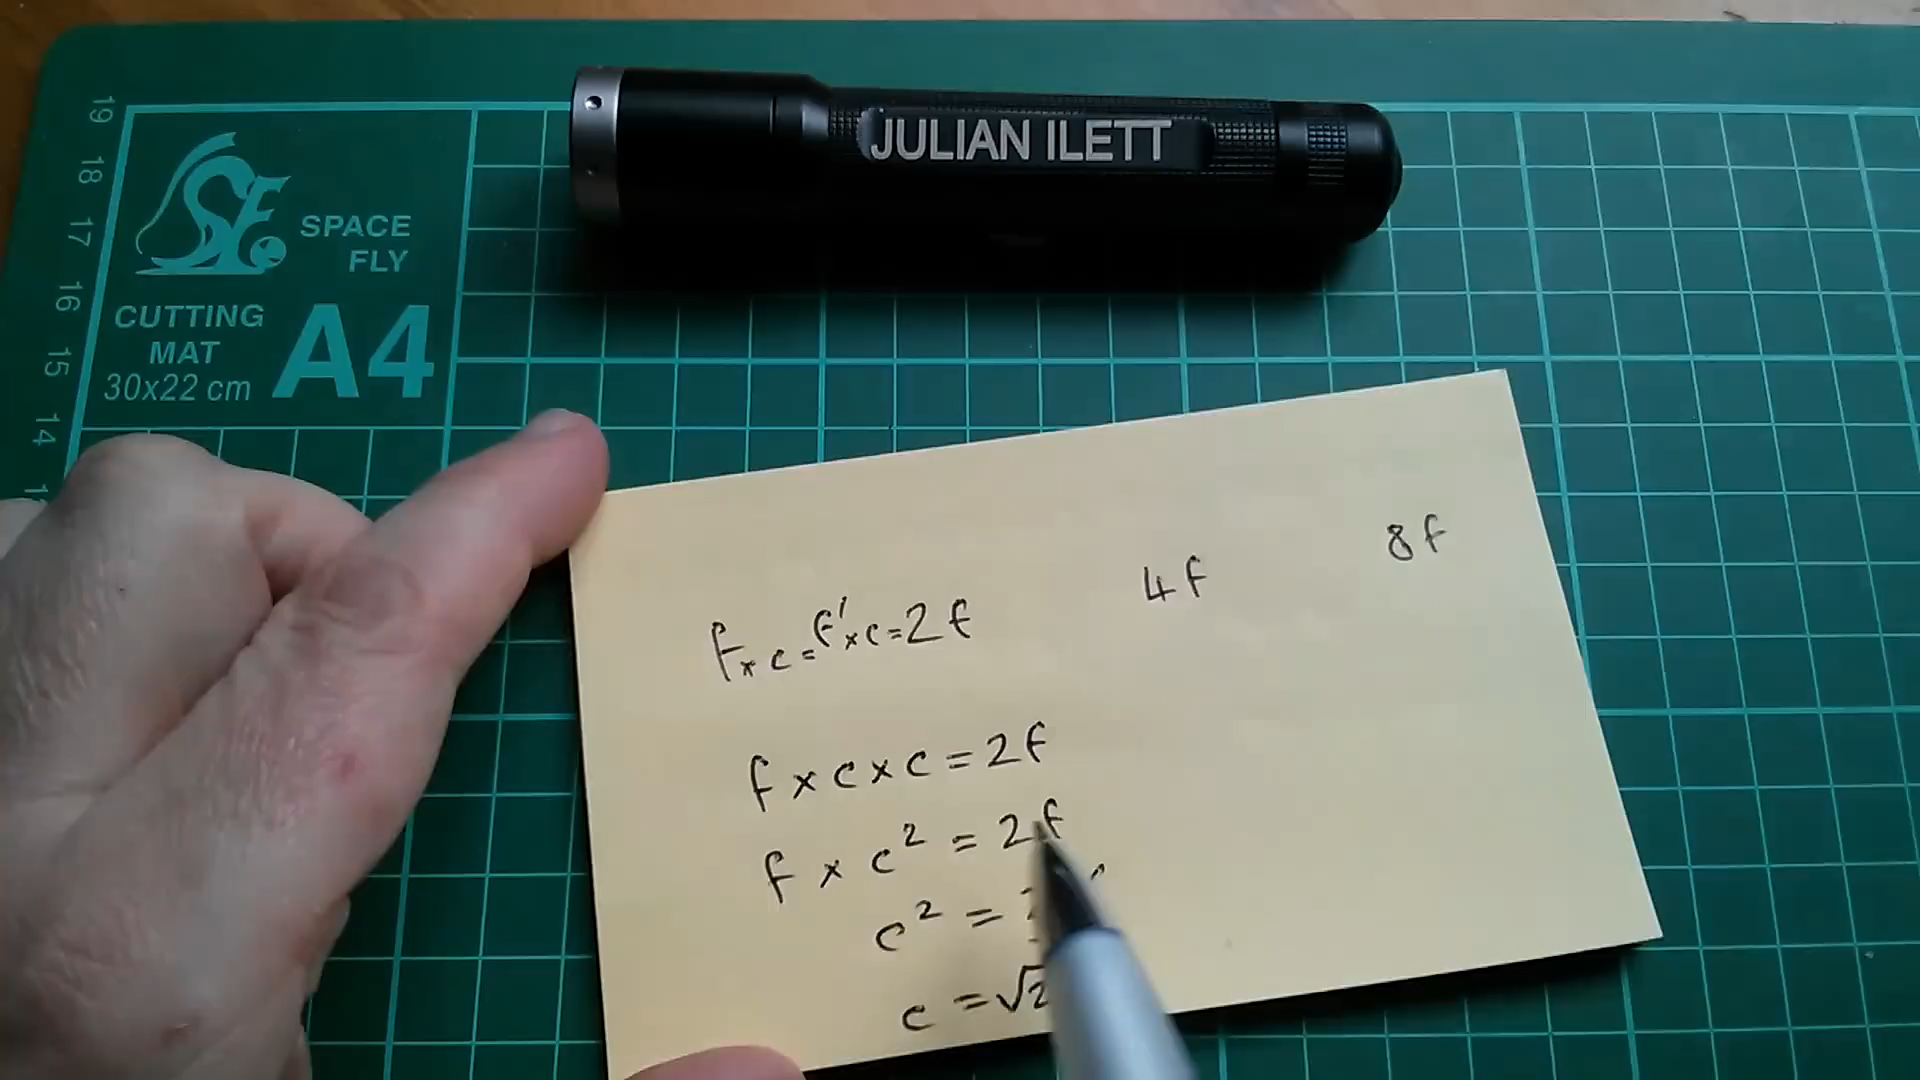 19
18
17
16
15
14
SPACE
FLY
CUTTING
MAT
30x22 cm
A4
JULIAN ILETT
f × c = f' × c = 2f 4f 8f
f × c × c = 2f
f × c² = 2f
c² =
c = √2